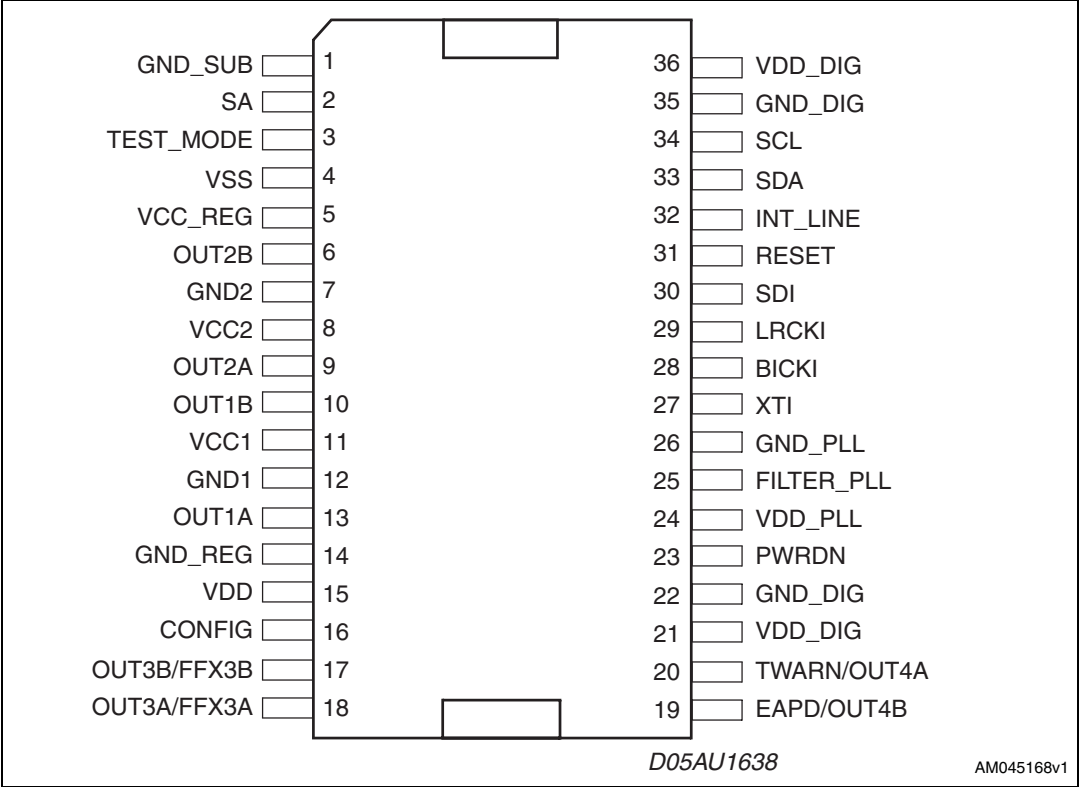 GND_SUB 1 36 VDD_DIG
SA 2 35 GND_DIG
TEST_MODE 3 34 SCL
VSS 4 33 SDA
VCC_REG 5 32 INT_LINE
OUT2B 6 31 RESET
GND2 7 30 SDI
VCC2 8 29 LRCKI
OUT2A 9 28 BICKI
OUT1B 10 27 XTI
VCC1 11 26 GND_PLL
GND1 12 25 FILTER_PLL
OUT1A 13 24 VDD_PLL
GND_REG 14 23 PWRDN
VDD 15 22 GND_DIG
CONFIG 16 21 VDD_DIG
OUT3B/FFX3B 17 20 TWARN/OUT4A
OUT3A/FFX3A 18 19 EAPD/OUT4B
D05AU1638
AM045168v1